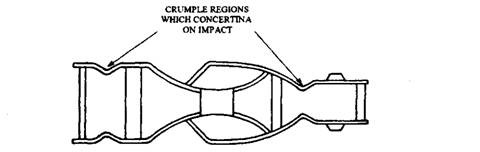 CRUMPLE REGIONS
WHICH CONCERTINA
ON IMPACT